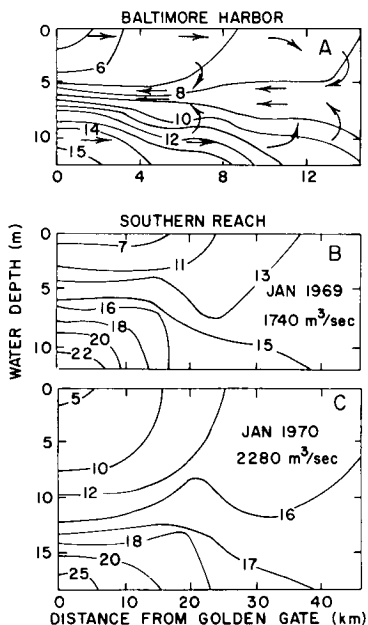 BALTIMORE HARBOR
A
0
5
10
6
8
10
12
14
15
0 4 8 12
SOUTHERN REACH
WATER DEPTH (m)
B
0
5
10
7
11
13
JAN 1969
1740 m³/sec
16
15
18
20
22
C
0
5
10
15
5
JAN 1970
2280 m³/sec
10
12
16
18
17
20
25
0 10 20 30 40
DISTANCE FROM GOLDEN GATE (km)